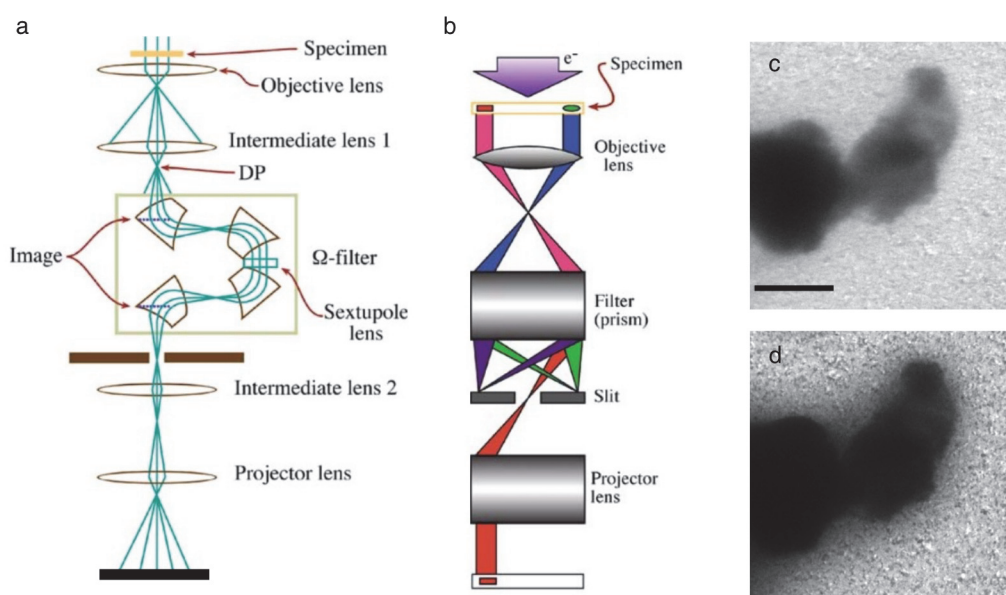 a
Specimen
Objective lens
Intermediate lens 1
DP
Image
Ω-filter
Sextupole
lens
Intermediate lens 2
Projector lens
b
e-
Specimen
Objective
lens
Filter
(prism)
Slit
Projector
lens
c
d